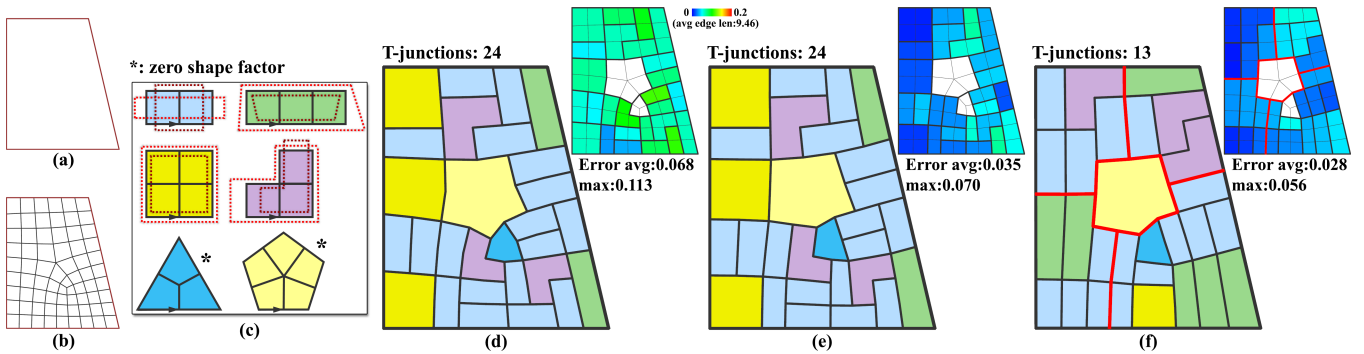 (a)
(b)
*: zero shape factor
*
*
(c)
T-junctions: 24
0 0.2
(avg edge len:9.46)
Error avg:0.068
max:0.113
(d)
T-junctions: 24
Error avg:0.035
max:0.070
(e)
T-junctions: 13
Error avg:0.028
max:0.056
(f)